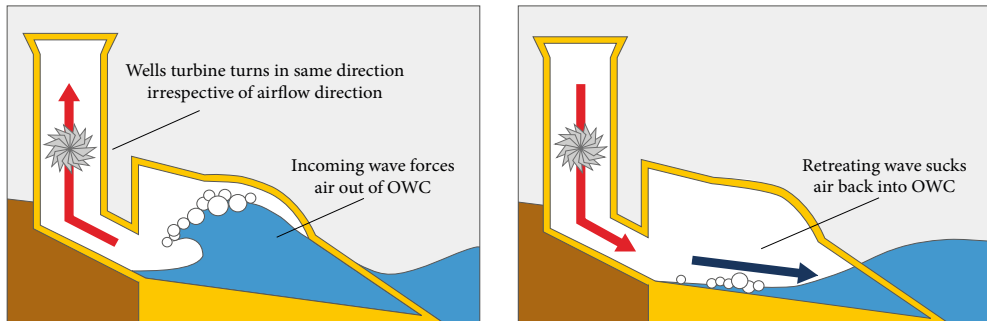 Wells turbine turns in same direction
irrespective of airflow direction
Incoming wave forces
air out of OWC
Retreating wave sucks
air back into OWC